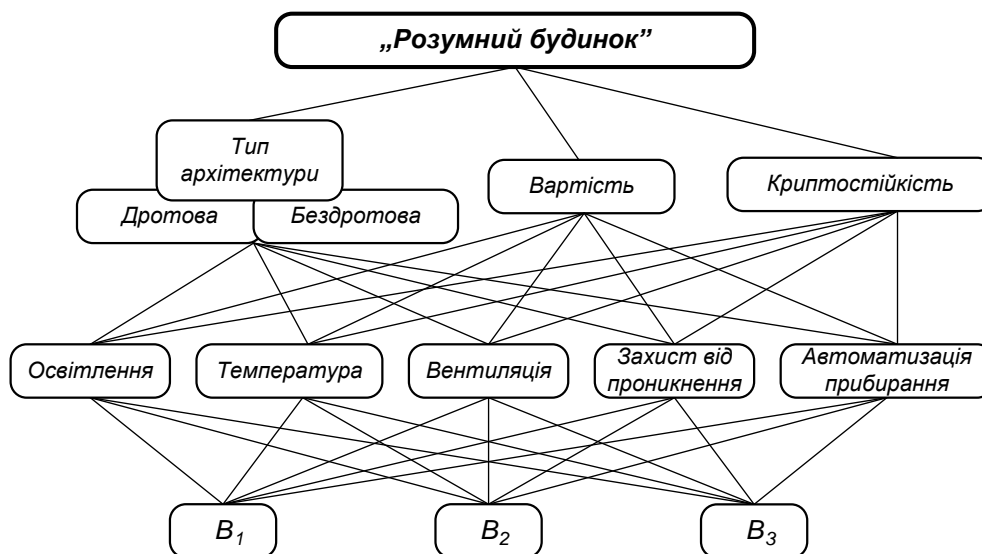 „Розумний будинок”
Тип
архітектури
Дротова
Бездротова
Вартість
Криптостійкість
Освітлення
Температура
Вентиляція
Захист від
проникнення
Автоматизація
прибирання
B1
B2
B3